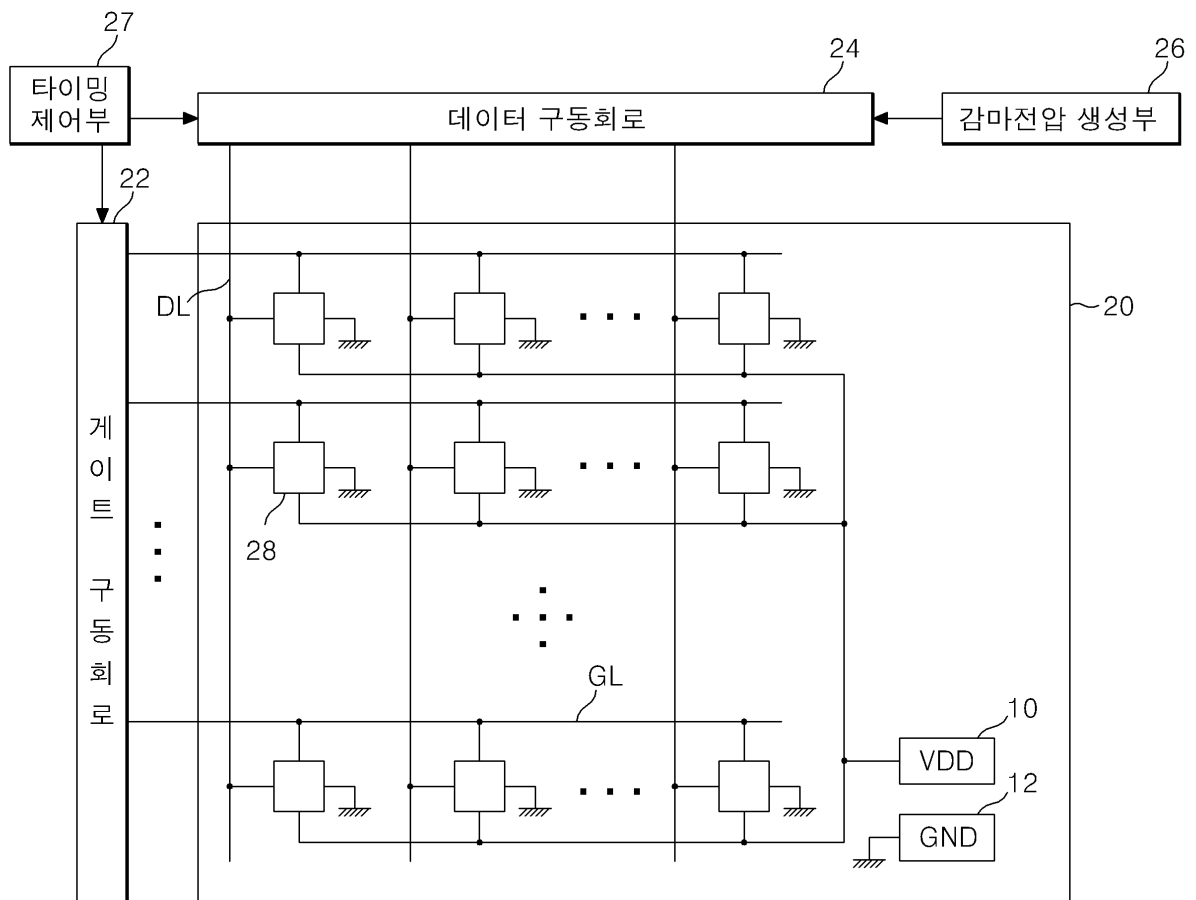 27
타이밍
제어부
24
데이터 구동회로
26
감마전압 생성부
22
게이트 구동회로
DL
20
28
GL
10
VDD
12
GND